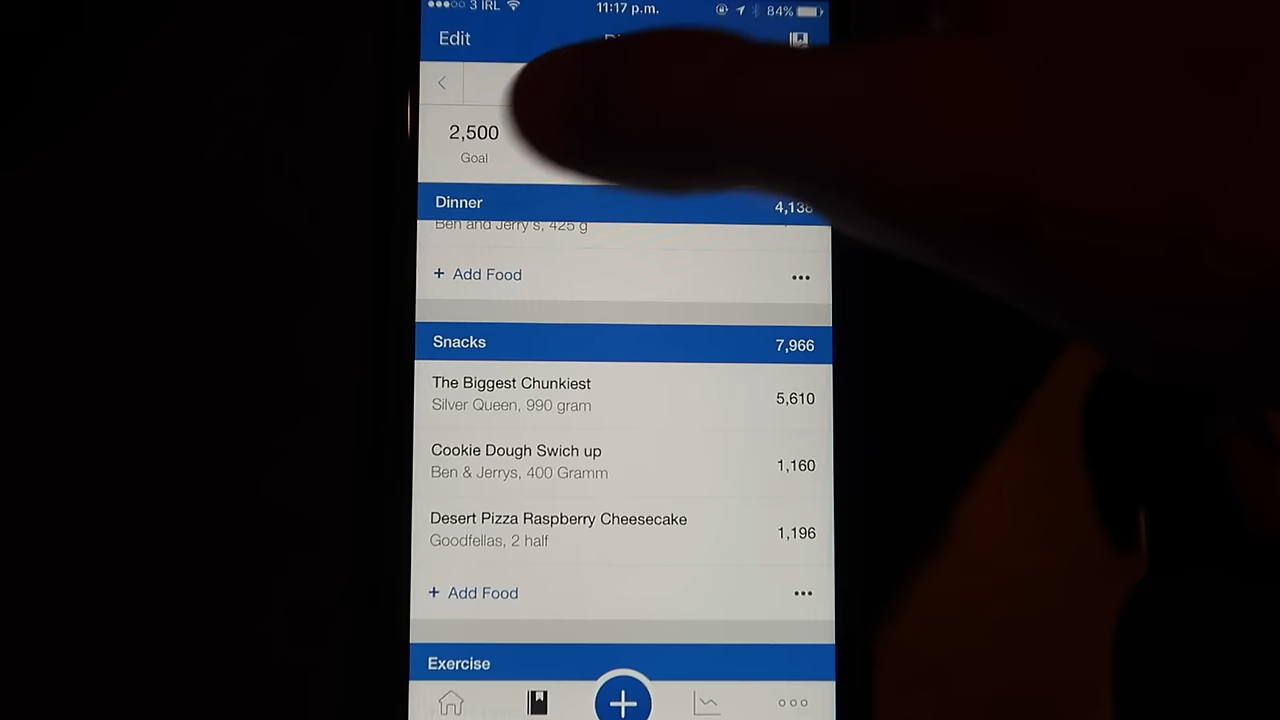 3 IRL 11:17 p.m. 84%
Edit
2,500
Goal
Dinner 4,138
Ben and Jerry's, 425 g
+ Add Food
Snacks 7,966
The Biggest Chunkiest
Silver Queen, 990 gram
5,610
Cookie Dough Swich up
Ben & Jerrys, 400 Gramm
1,160
Desert Pizza Raspberry Cheesecake
Goodfellas, 2 half
1,196
+ Add Food
Exercise